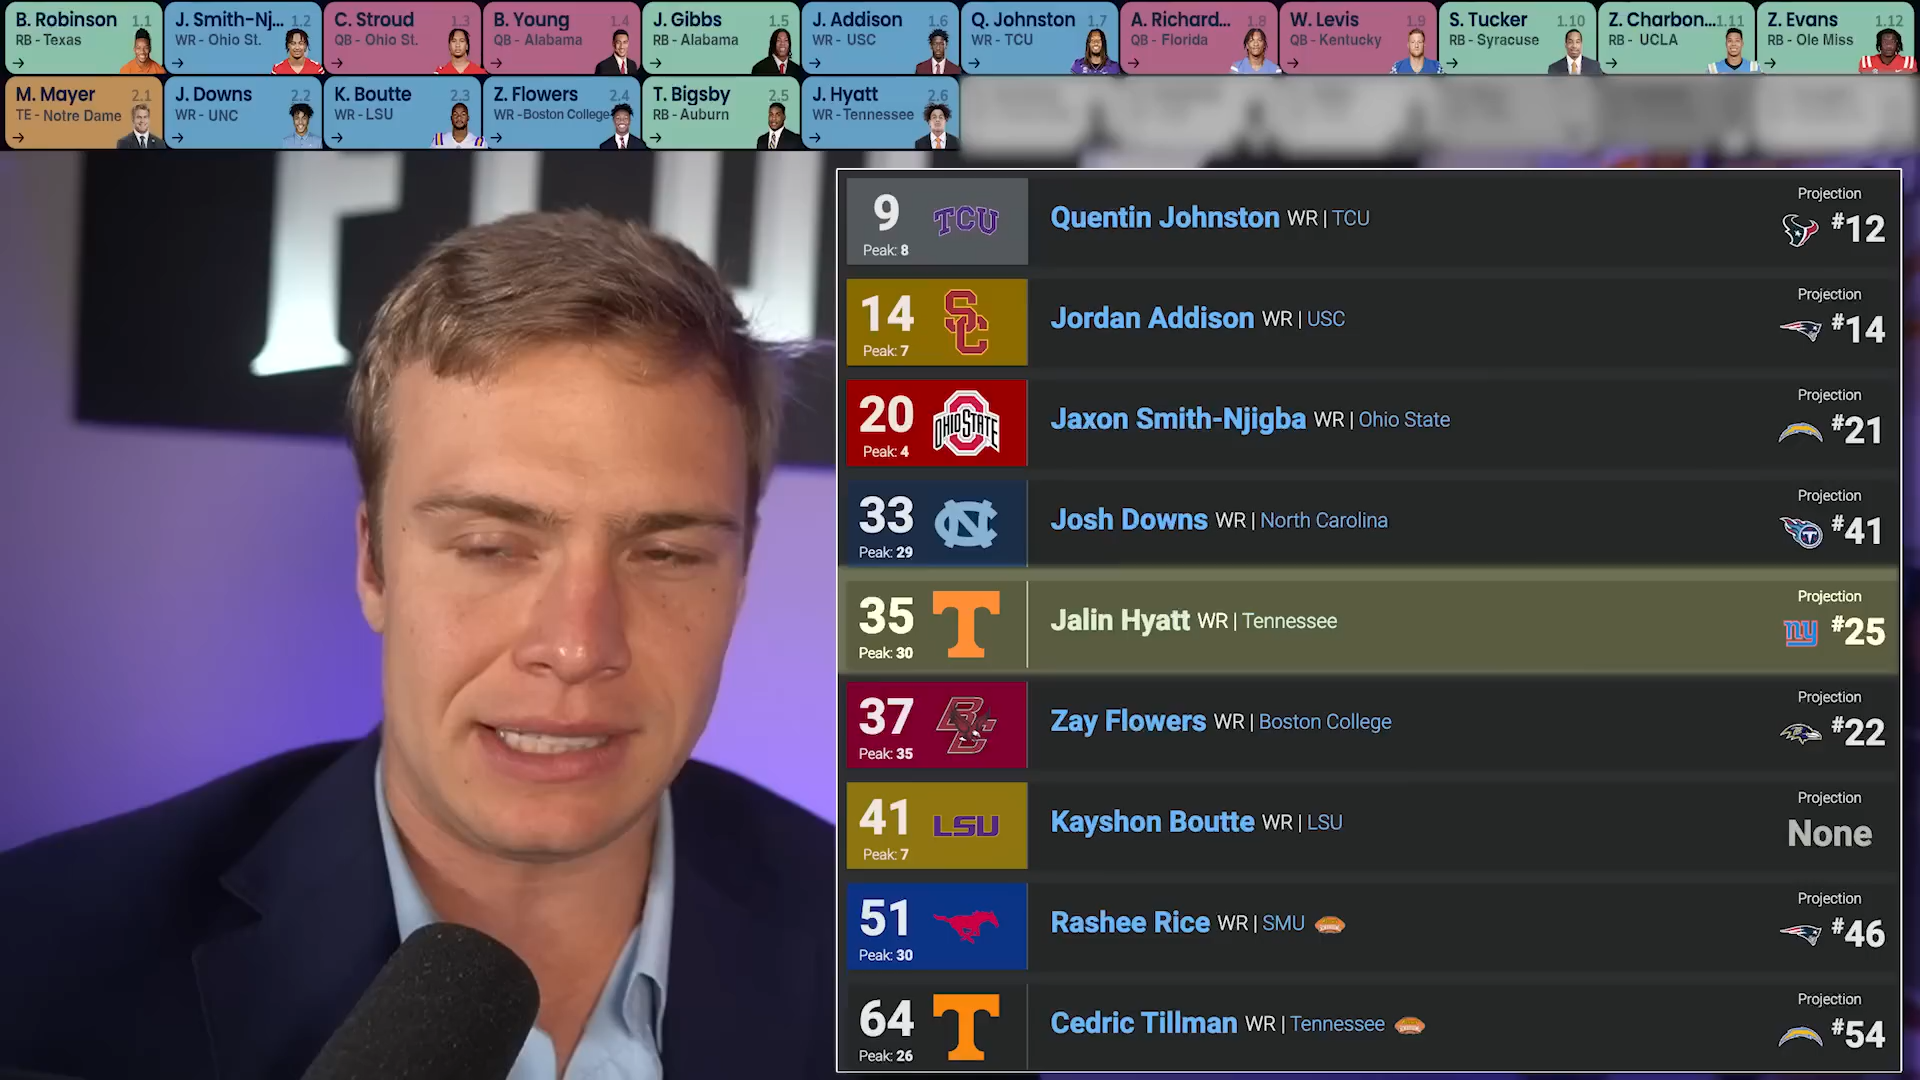 B. Robinson 1.1
RB - Texas
J. Smith-Nj... 1.2
WR - Ohio St.
C. Stroud 1.3
QB - Ohio St.
B. Young 1.4
QB - Alabama
J. Gibbs 1.5
RB - Alabama
J. Addison 1.6
WR - USC
Q. Johnston 1.7
WR - TCU
A. Richard... 1.8
QB - Florida
W. Levis 1.9
QB - Kentucky
S. Tucker 1.10
RB - Syracuse
Z. Charbon... 1.11
RB - UCLA
Z. Evans 1.12
RB - Ole Miss
M. Mayer 2.1
TE - Notre Dame
J. Downs 2.2
WR - UNC
K. Boutte 2.3
WR - LSU
Z. Flowers 2.4
WR -Boston College
T. Bigsby 2.5
RB - Auburn
J. Hyatt 2.6
WR - Tennessee
9 TCU Quentin Johnston WR | TCU Projection
Peak: 8 #12
14 SC Jordan Addison WR | USC Projection
Peak: 7 #14
20 OHIO STATE Jaxon Smith-Njigba WR | Ohio State Projection
Peak: 4 #21
33 NC Josh Downs WR | North Carolina Projection
Peak: 29 T #41
35 T Jalin Hyatt WR | Tennessee Projection
Peak: 30 ny #25
37 BC Zay Flowers WR | Boston College Projection
Peak: 35 #22
41 LSU Kayshon Boutte WR | LSU Projection
Peak: 7 None
51 Rashee Rice WR | SMU Projection
Peak: 30 #46
64 T Cedric Tillman WR | Tennessee Projection
Peak: 26 #54